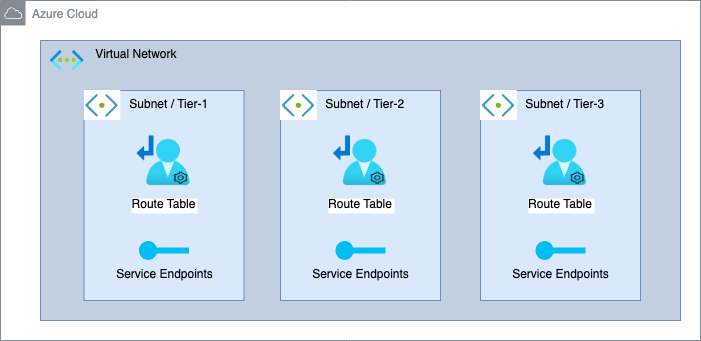 Azure Cloud
Virtual Network
Subnet / Tier-1
Subnet / Tier-2
Subnet / Tier-3
Route Table
Route Table
Route Table
Service Endpoints
Service Endpoints
Service Endpoints